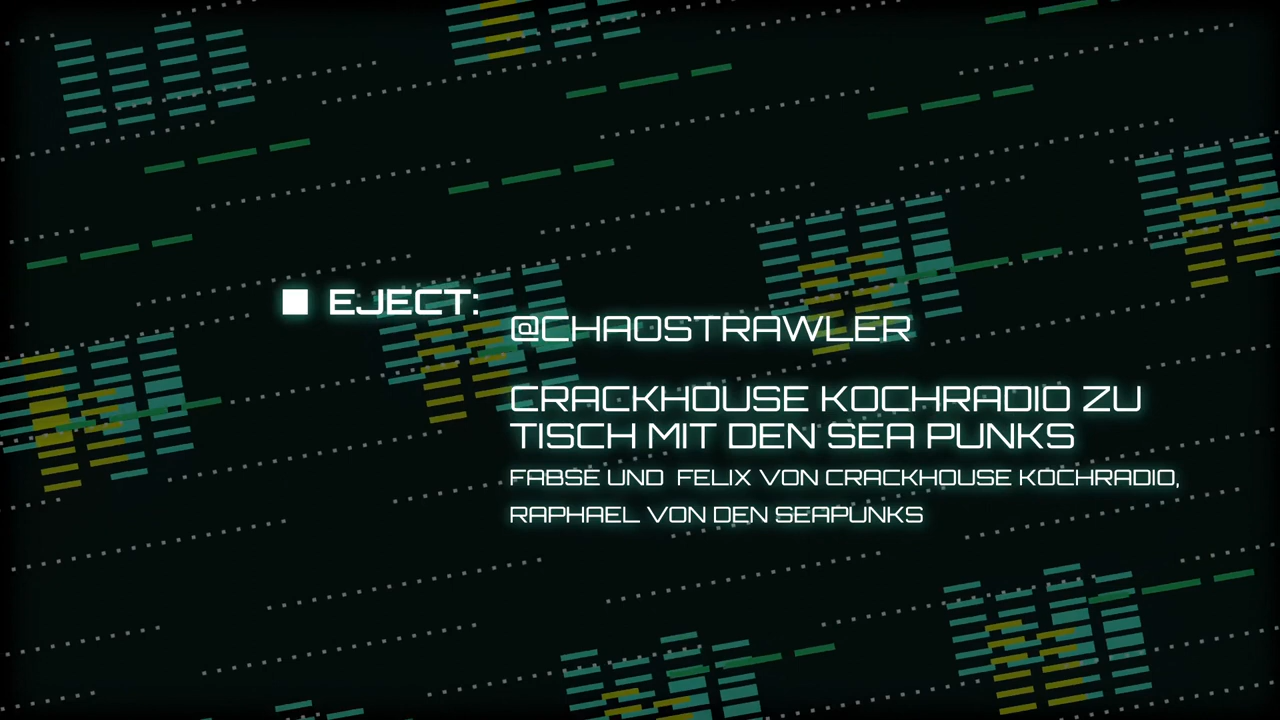 EJECT:
@CHAOSTRAWLER
CRACKHOUSE KOCHRADIO ZU
TISCH MIT DEN SEA PUNKS
FABSE UND FELIX VON CRACKHOUSE KOCHRADIO,
RAPHAEL VON DEN SEAPUNKS